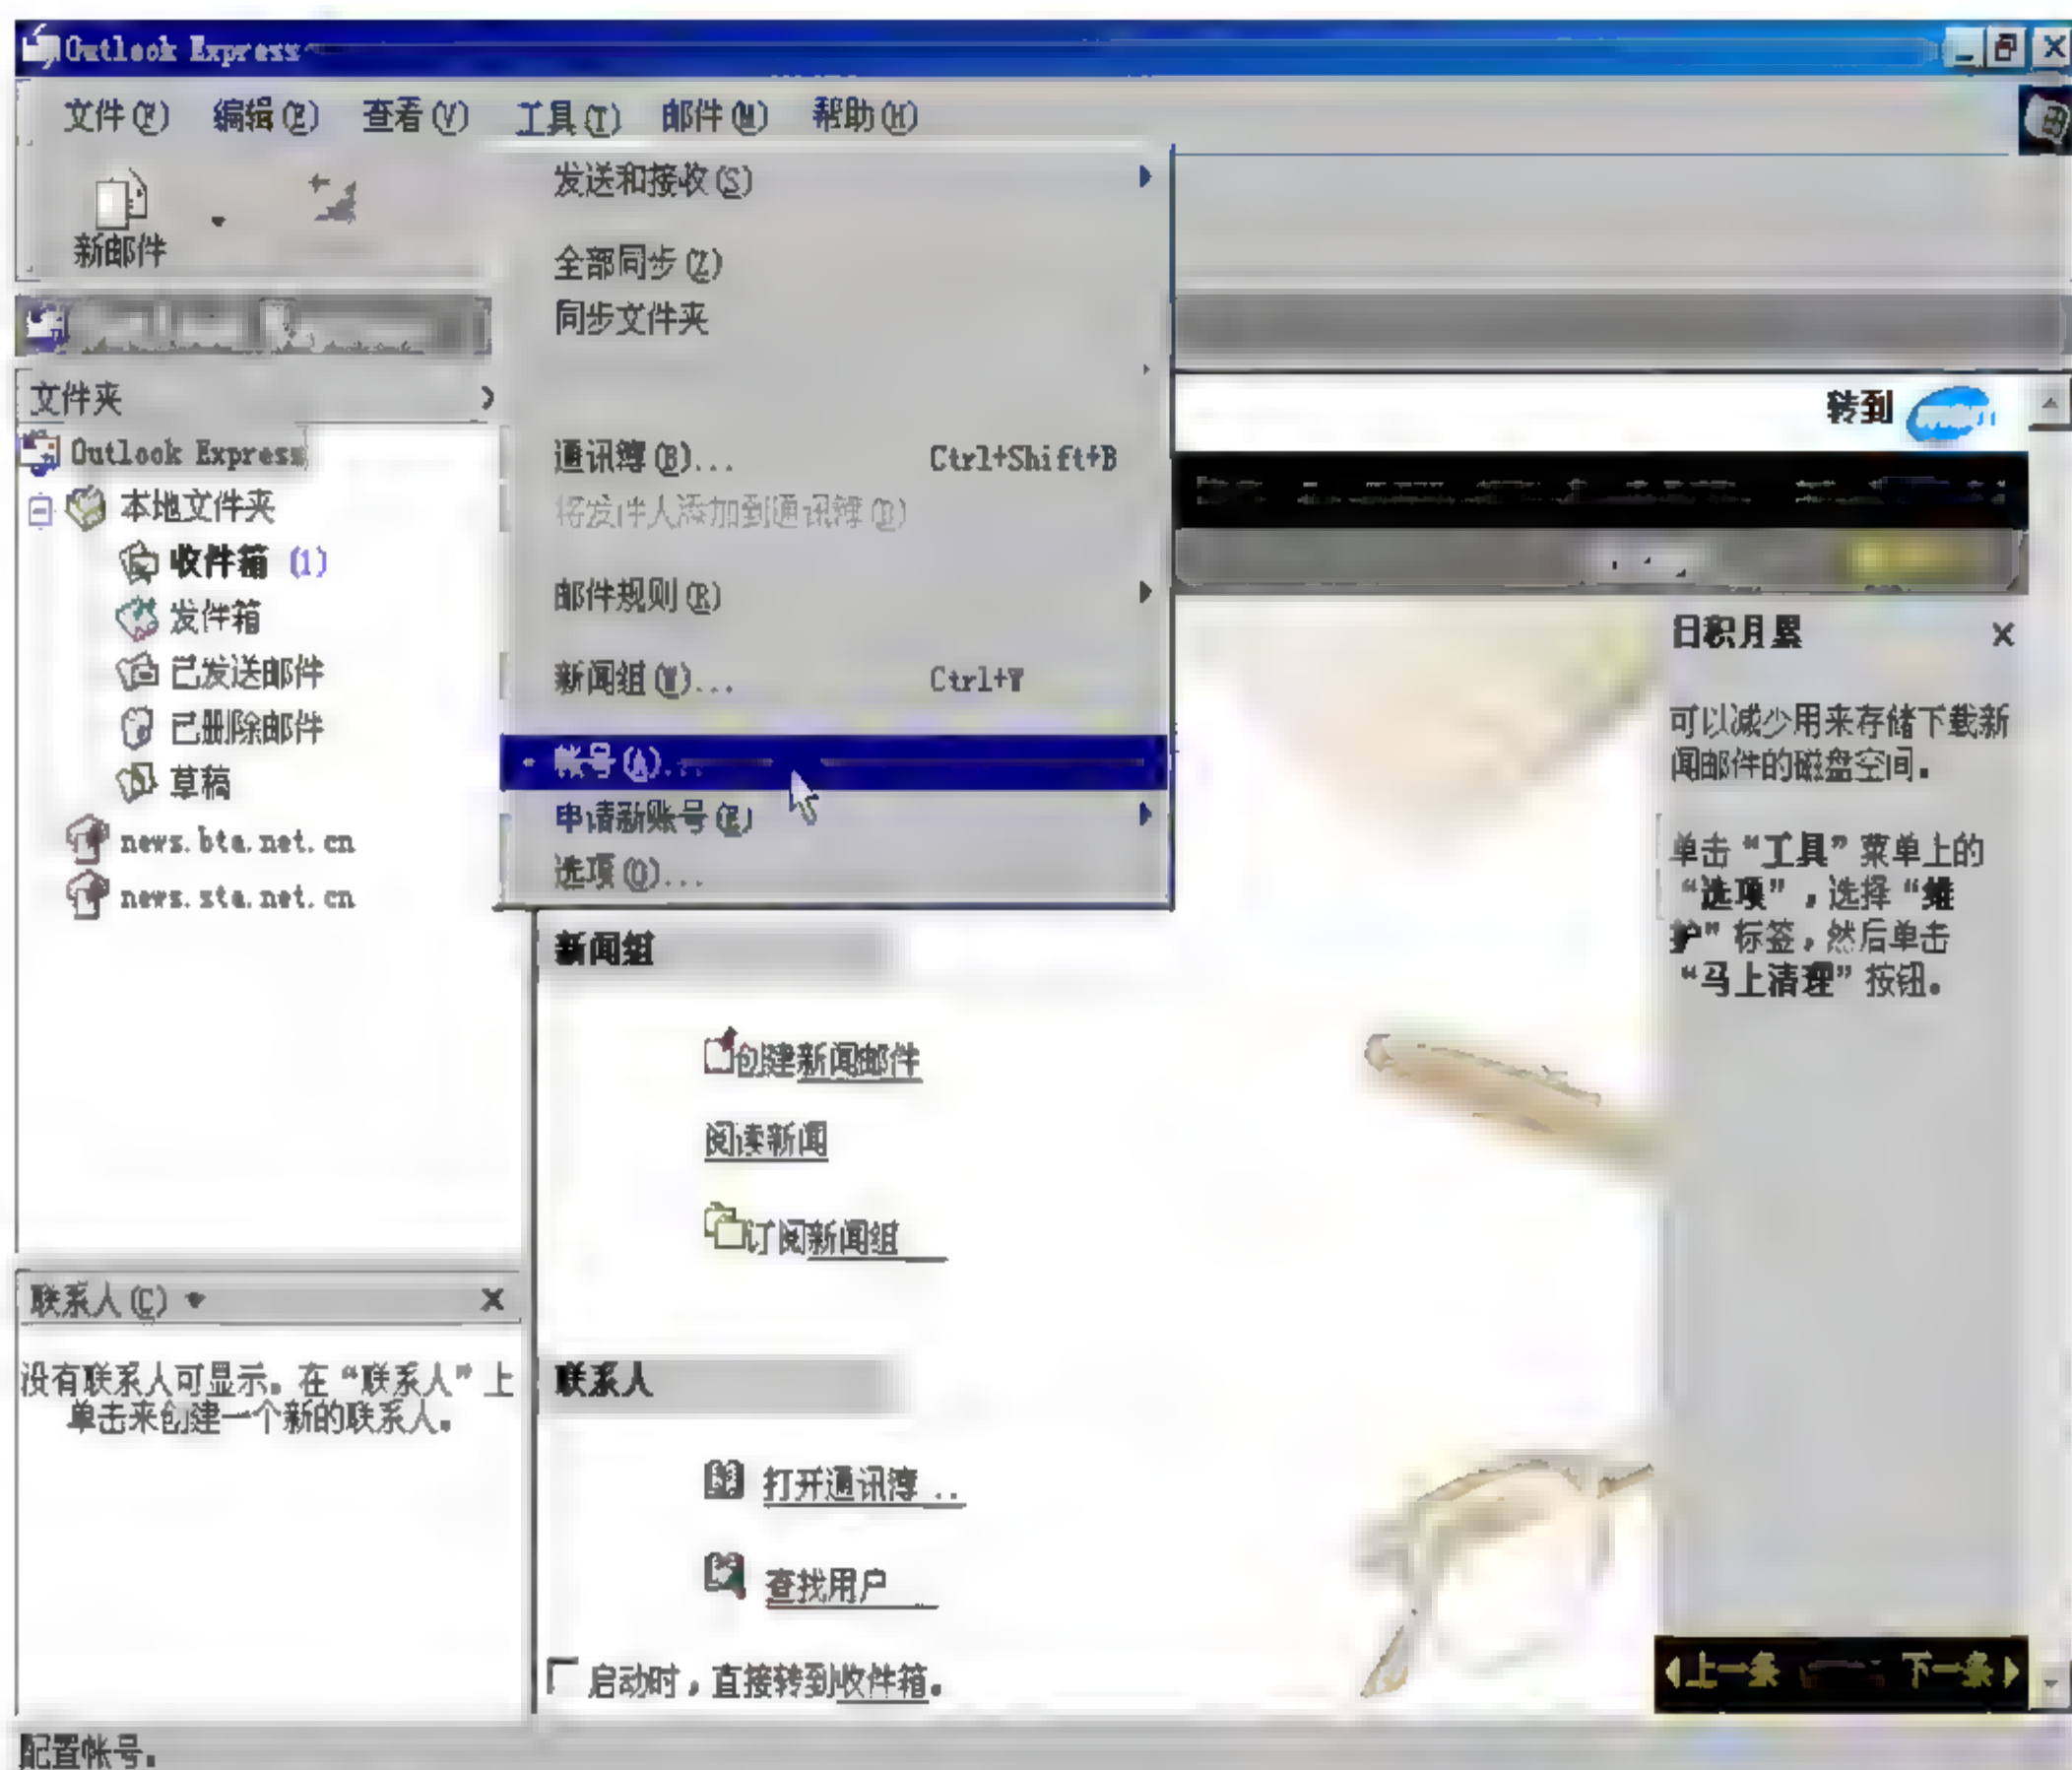 Outlook Express
文件(F) 编辑(E) 查看(V) 工具(T) 邮件(M) 帮助(H)
新邮件
发送和接收(S)
全部同步(Z)
同步文件夹
通讯簿(B)... Ctrl+Shift+B
将发件人添加到通讯簿(D)
邮件规则(R)
新闻组(W)... Ctrl+W
帐号(A)...
申请新账号(E)
选项(O)...
文件夹
Outlook Express
本地文件夹
收件箱 (1)
发件箱
已发送邮件
已删除邮件
草稿
news.bta.net.cn
news.sta.net.cn
联系人(C)
没有联系人可显示。在“联系人”上
单击来创建一个新的联系人。
转到
新闻组
创建新闻邮件
阅读新闻
订阅新闻组
联系人
打开通讯簿 ..
查找用户
启动时，直接转到收件箱。
日积月累
可以减少用来存储下载新
闻邮件的磁盘空间。
单击“工具”菜单上的
“选项”，选择“维
护”标签，然后单击
“马上清理”按钮。
上一条 下一条
配置帐号。